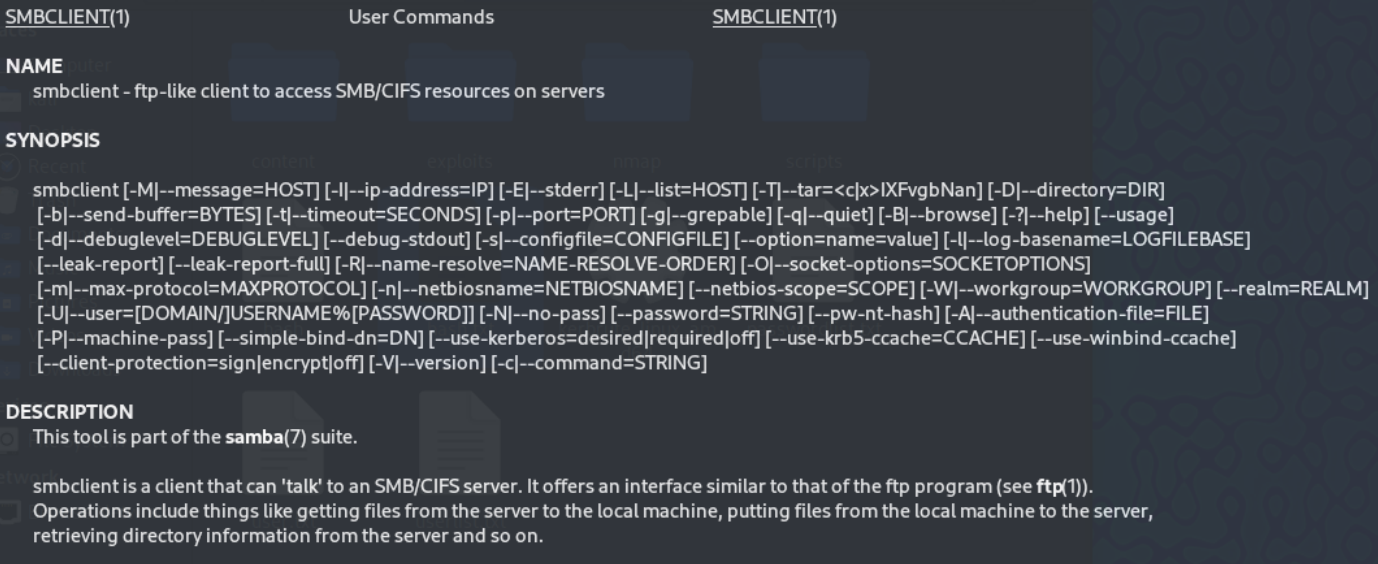 SMBCLIENT(1) User Commands SMBCLIENT(1)
NAME
smbclient - ftp-like client to access SMB/CIFS resources on servers
SYNOPSIS
smbclient [-M|--message=HOST] [-I|--ip-address=IP] [-E|--stderr] [-L|--list=HOST] [-T|--tar=<c|x>IXFvgbNan] [-D|--directory=DIR]
[-b|--send-buffer=BYTES] [-t|--timeout=SECONDS] [-p|--port=PORT] [-g|--grepable] [-q|--quiet] [-B|--browse] [-?|--help] [--usage]
[-d|--debuglevel=DEBUGLEVEL] [--debug-stdout] [-s|--configfile=CONFIGFILE] [--option=name=value] [-l|--log-basename=LOGFILEBASE]
[--leak-report] [--leak-report-full] [-R|--name-resolve=NAME-RESOLVE-ORDER] [-O|--socket-options=SOCKETOPTIONS]
[-m|--max-protocol=MAXPROTOCOL] [-n|--netbiosname=NETBIOSNAME] [--netbios-scope=SCOPE] [-W|--workgroup=WORKGROUP] [--realm=REALM]
[-U|--user=[DOMAIN/]USERNAME%[PASSWORD]] [-N|--no-pass] [--password=STRING] [--pw-nt-hash] [-A|--authentication-file=FILE]
[-P|--machine-pass] [--simple-bind-dn=DN] [--use-kerberos=desired|required|off] [--use-krb5-ccache=CCACHE] [--use-winbind-ccache]
[--client-protection=sign|encrypt|off] [-V|--version] [-c|--command=STRING]
DESCRIPTION
This tool is part of the samba(7) suite.
smbclient is a client that can 'talk' to an SMB/CIFS server. It offers an interface similar to that of the ftp program (see ftp(1)).
Operations include things like getting files from the server to the local machine, putting files from the local machine to the server,
retrieving directory information from the server and so on.
content exploits nmap scripts
Recent